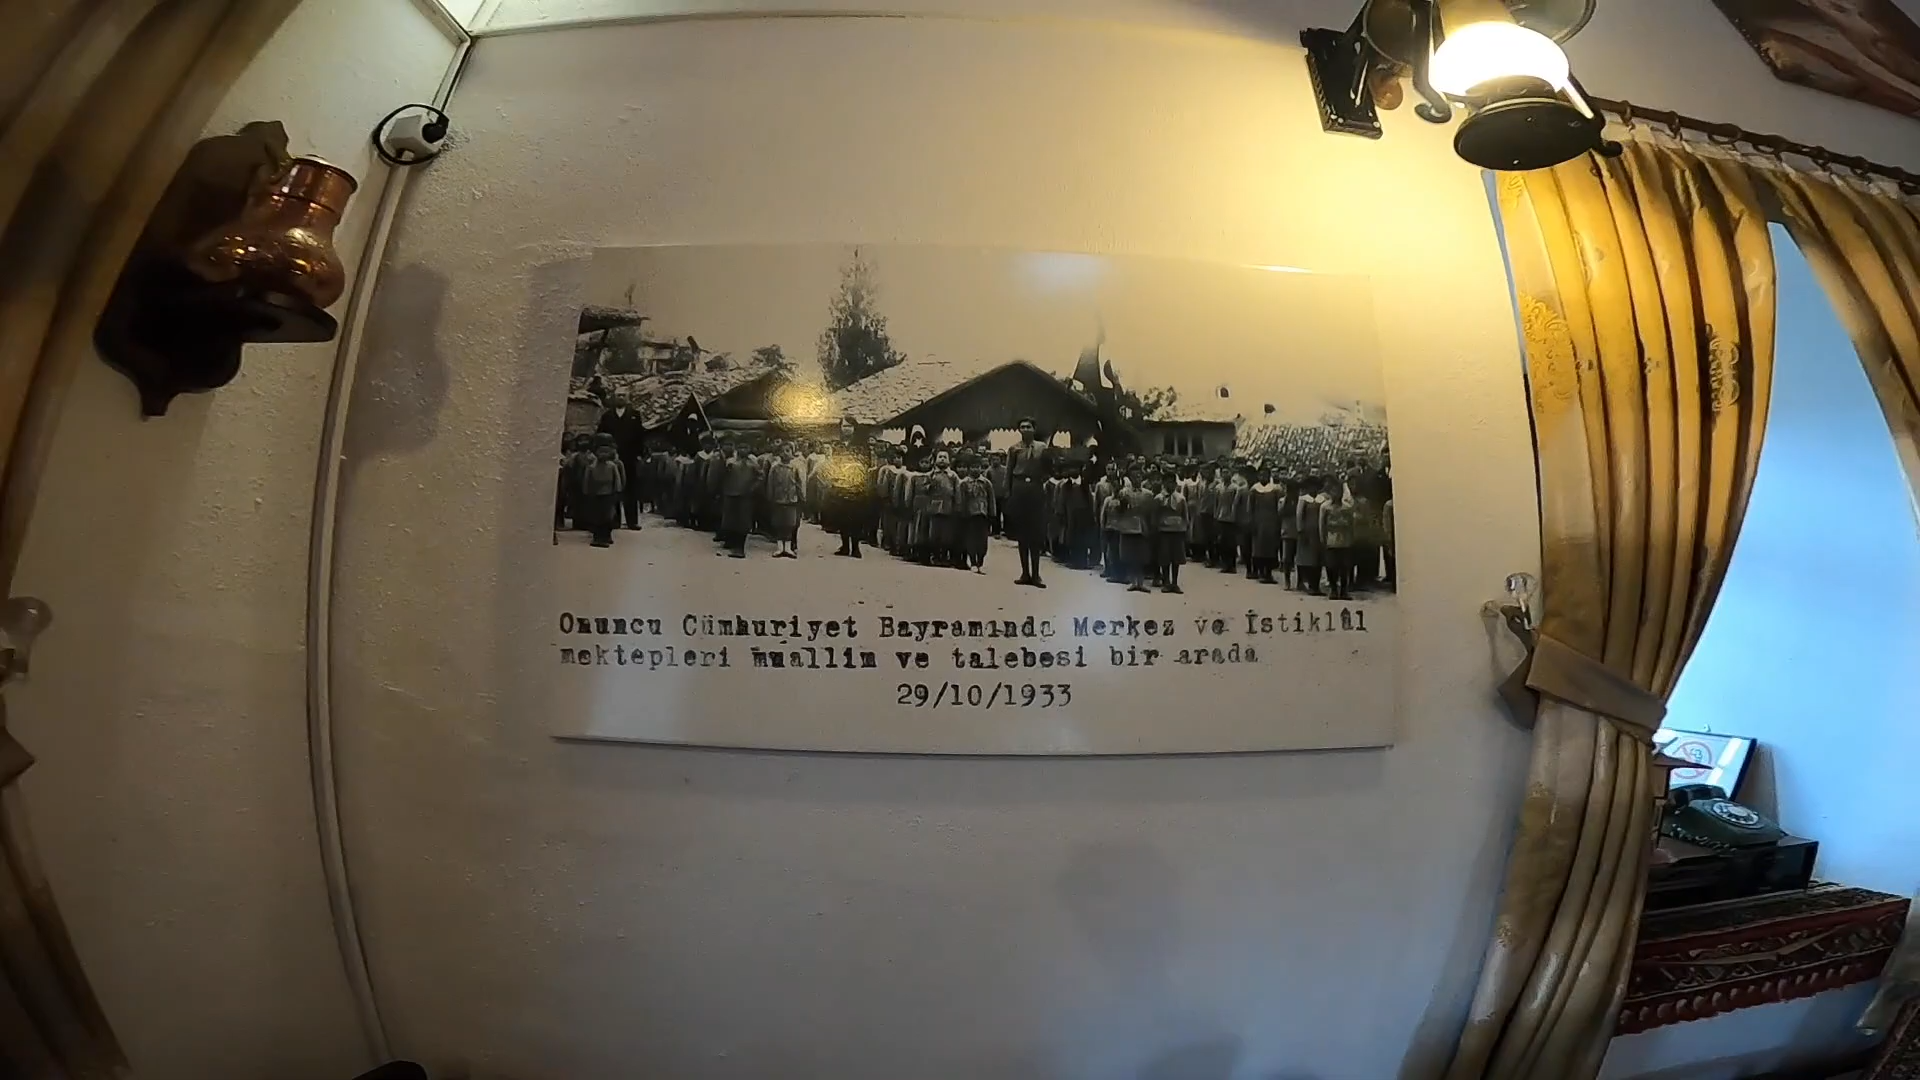 Onuncu Cümhuriyet Bayramında Merkez ve İstiklâl
mektepleri muallim ve talebesi bir arada
29/10/1933